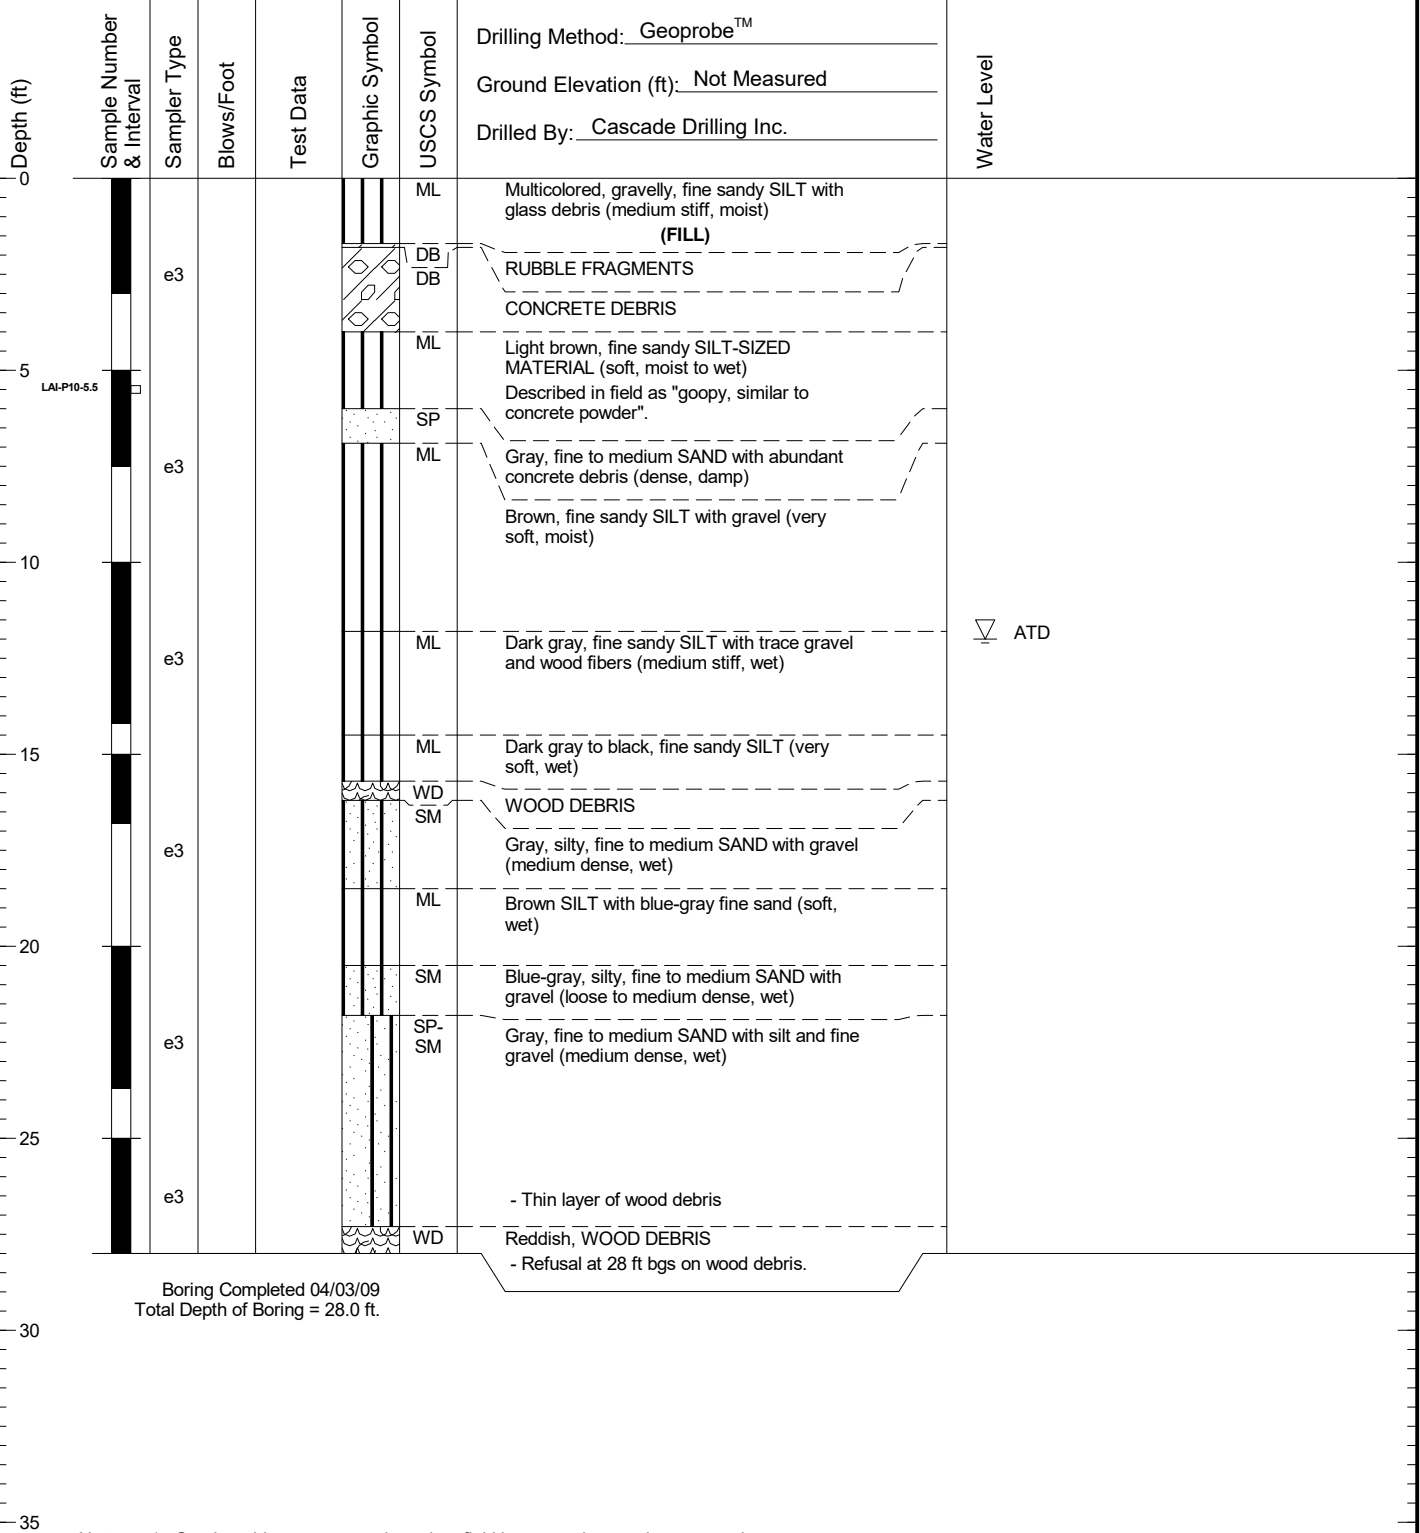 Depth (ft)
Sample Number
& Interval
Sampler Type
Blows/Foot
Test Data
Graphic Symbol
USCS Symbol
Drilling Method: Geoprobe™
Ground Elevation (ft): Not Measured
Drilled By: Cascade Drilling Inc.
Water Level
0
ML
Multicolored, gravelly, fine sandy SILT with
glass debris (medium stiff, moist)
(FILL)
DB
RUBBLE FRAGMENTS
e3
DB
CONCRETE DEBRIS
ML
Light brown, fine sandy SILT-SIZED
MATERIAL (soft, moist to wet)
5
LAI-P10-5.5
Described in field as "goopy, similar to
concrete powder".
SP
Gray, fine to medium SAND with abundant
concrete debris (dense, damp)
ML
e3
Brown, fine sandy SILT with gravel (very
soft, moist)
10
ATD
ML
Dark gray, fine sandy SILT with trace gravel
and wood fibers (medium stiff, wet)
e3
15
ML
Dark gray to black, fine sandy SILT (very
soft, wet)
WD
WOOD DEBRIS
SM
Gray, silty, fine to medium SAND with gravel
(medium dense, wet)
e3
ML
Brown SILT with blue-gray fine sand (soft,
wet)
20
SM
Blue-gray, silty, fine to medium SAND with
gravel (loose to medium dense, wet)
SP-
SM
Gray, fine to medium SAND with silt and fine
gravel (medium dense, wet)
e3
25
e3
- Thin layer of wood debris
WD
Reddish, WOOD DEBRIS
- Refusal at 28 ft bgs on wood debris.
Boring Completed 04/03/09
Total Depth of Boring = 28.0 ft.
30
35